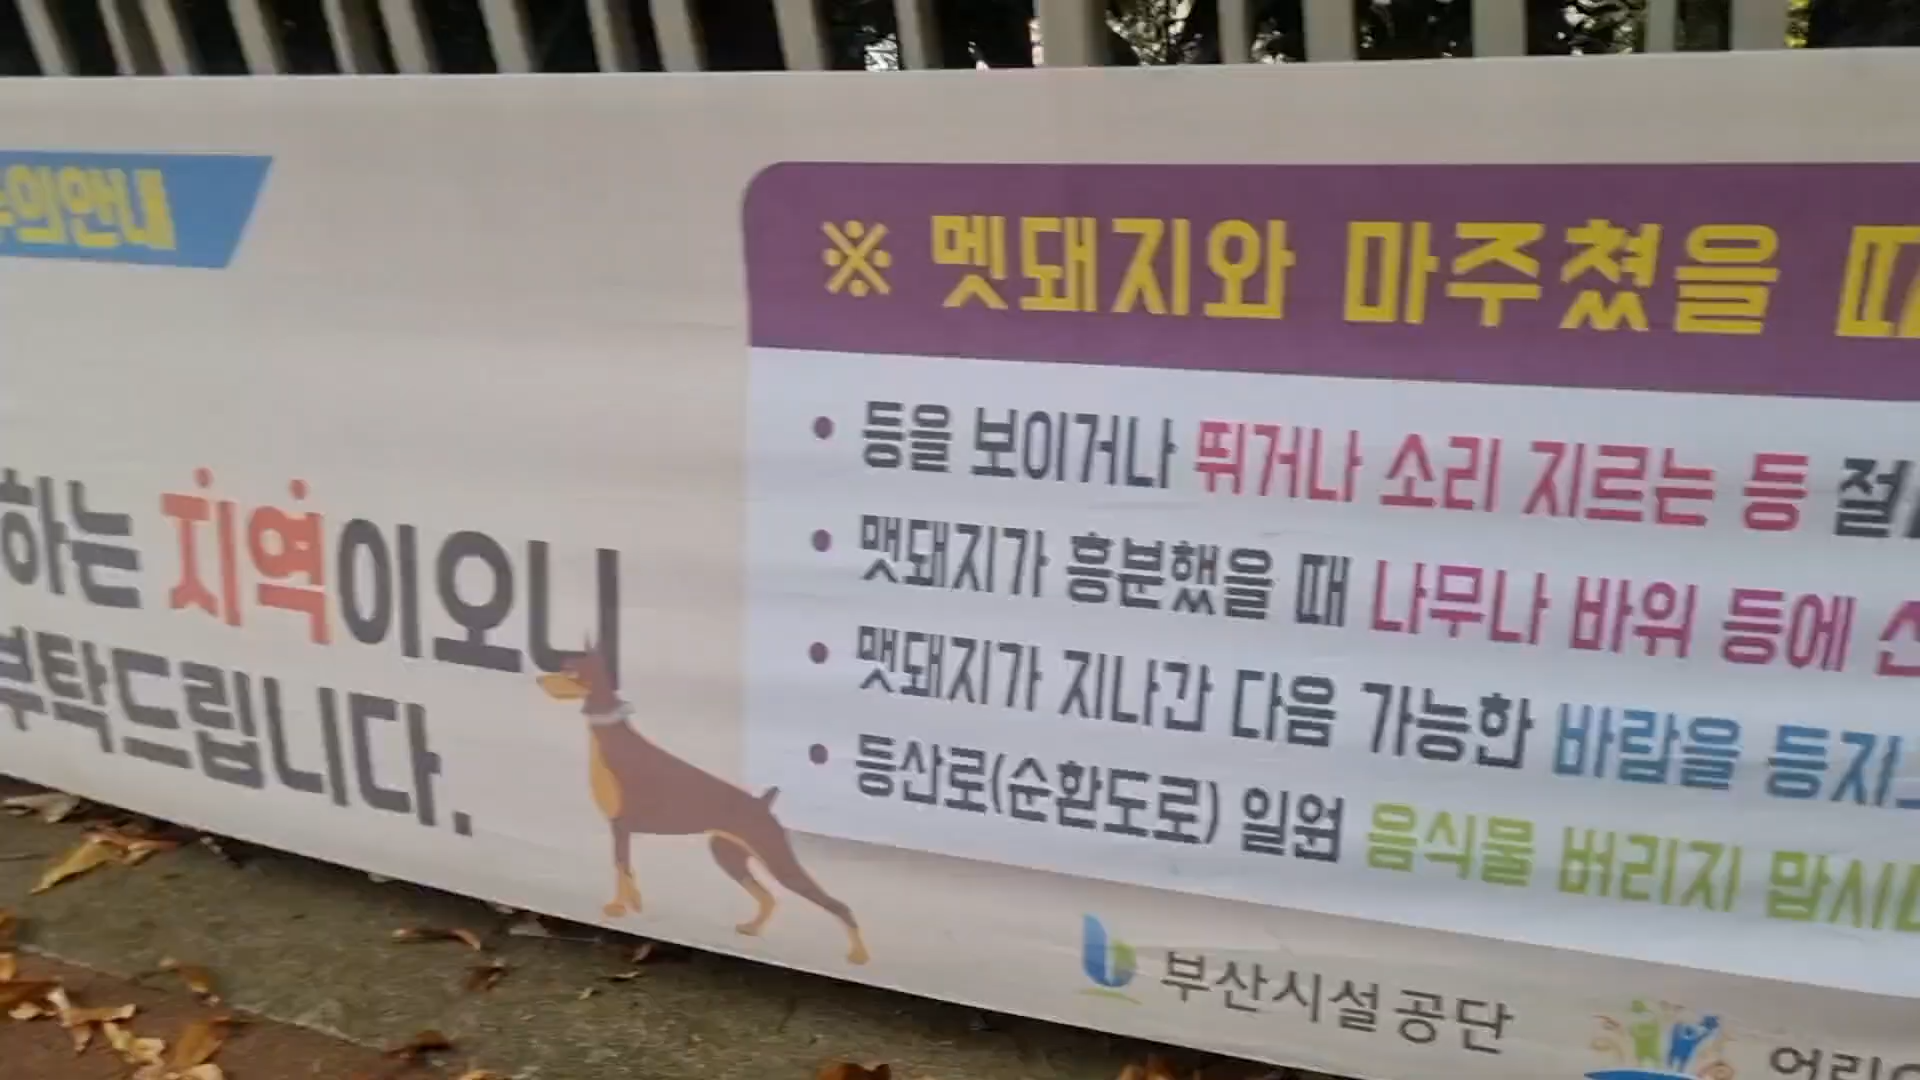 주의안내
하는 지역이오니
부탁드립니다.
※ 멧돼지와 마주쳤을 때
• 등을 보이거나 뛰거나 소리 지르는 등
• 맷돼지가 흥분했을 때 나무나 바위 등에
• 맷돼지가 지나간 다음 가능한 바람을 등지
• 등산로(순환도로) 일원 음식물 버리지 맙시다
부산시설공단
어린